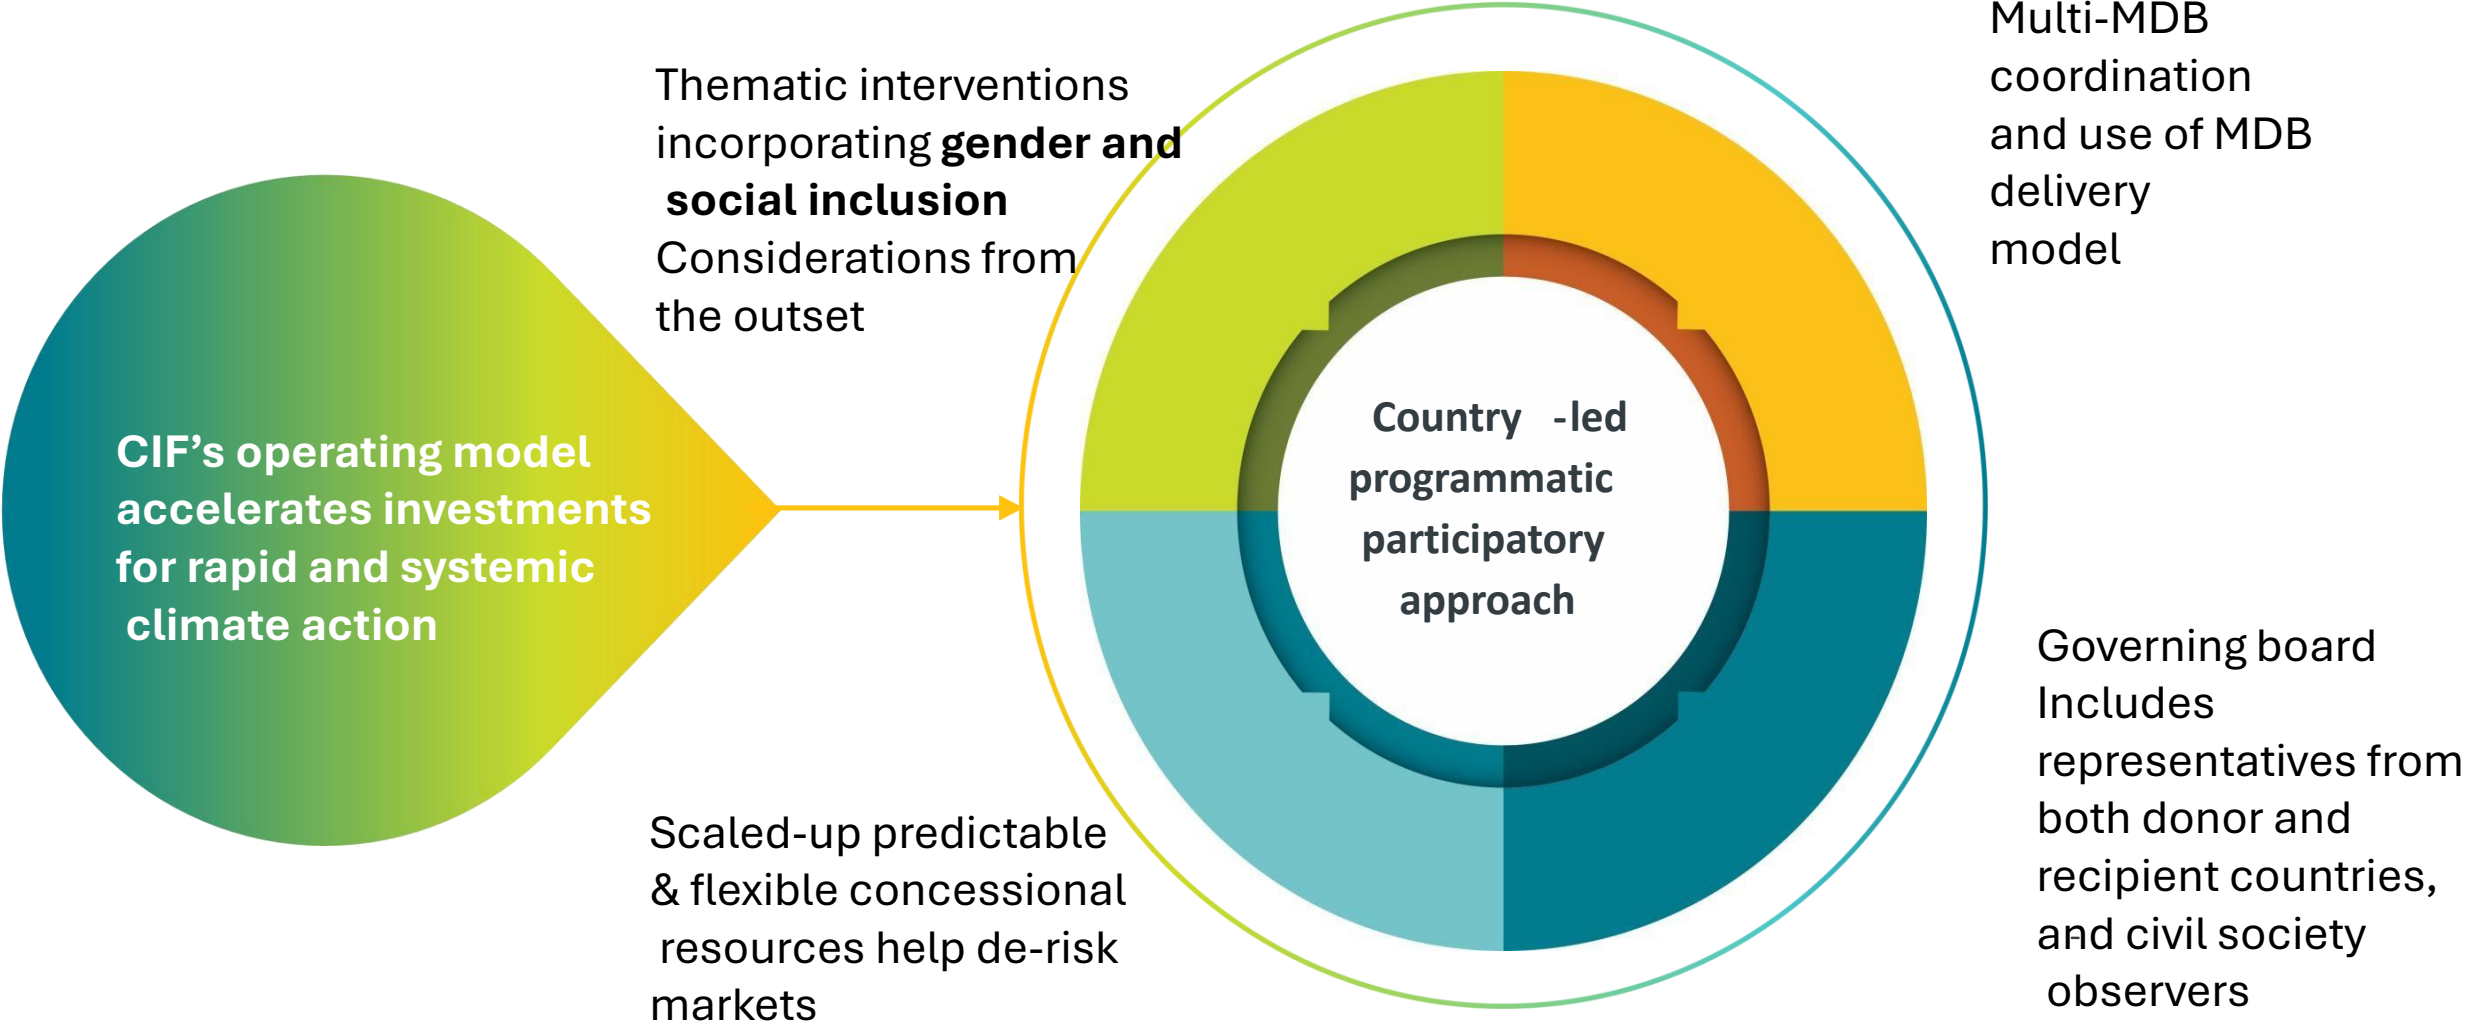 CIF’s operating model
accelerates investments
for rapid and systemic
climate action
Thematic interventions
incorporating gender and
social inclusion
Considerations from
the outset
Multi-MDB
coordination
and use of MDB
delivery
model
Country -led
programmatic
participatory
approach
Scaled-up predictable
& flexible concessional
resources help de-risk
markets
Governing board
Includes
representatives from
both donor and
recipient countries,
and civil society
observers